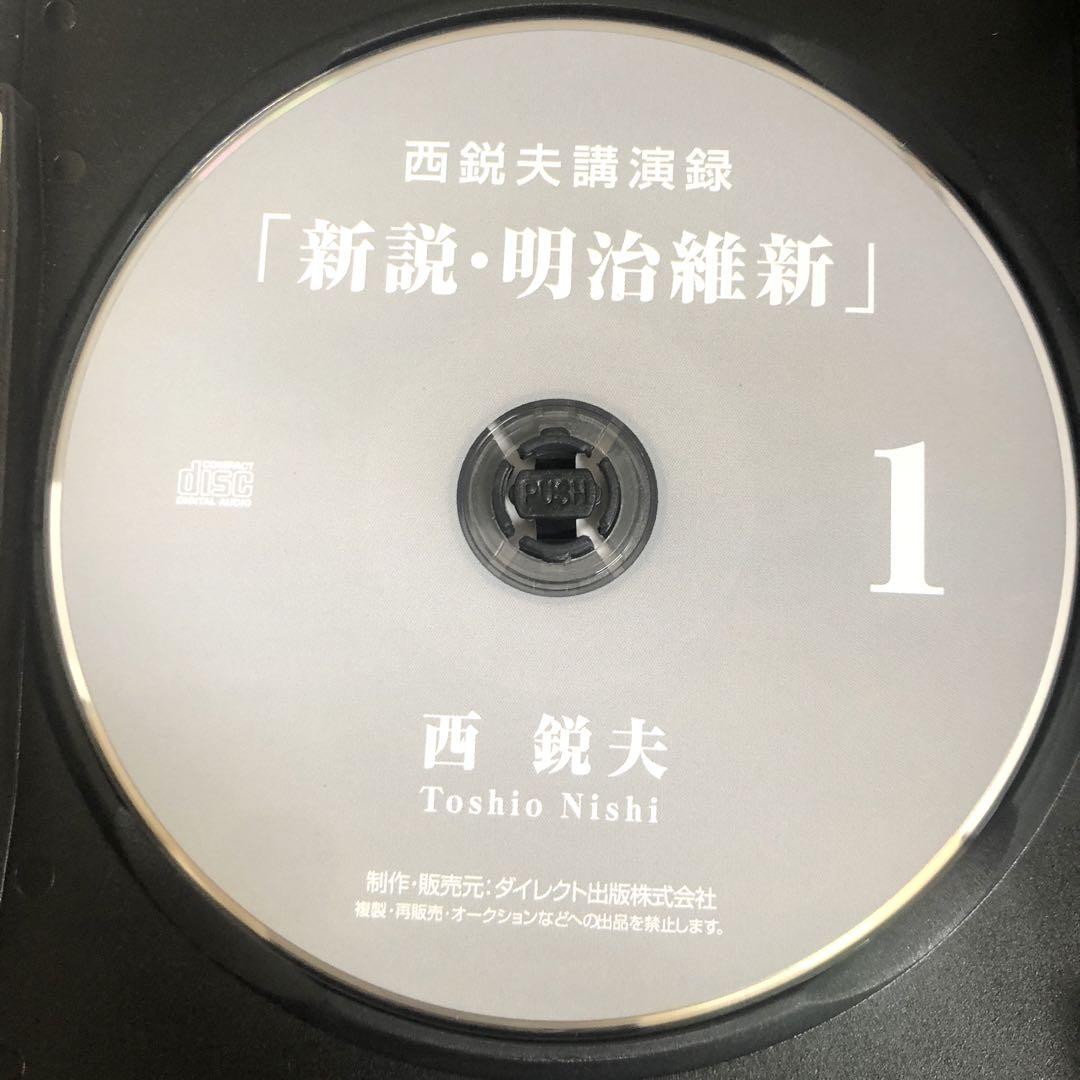 西鋭夫講演録
「新説・明治維新」
COMPACT
disc
DIGITAL AUDIO
PUSH
1
西 鋭夫
Toshio Nishi
制作・販売元:ダイレクト出版株式会社
複製・再販売・オークションなどへの出品を禁止します。